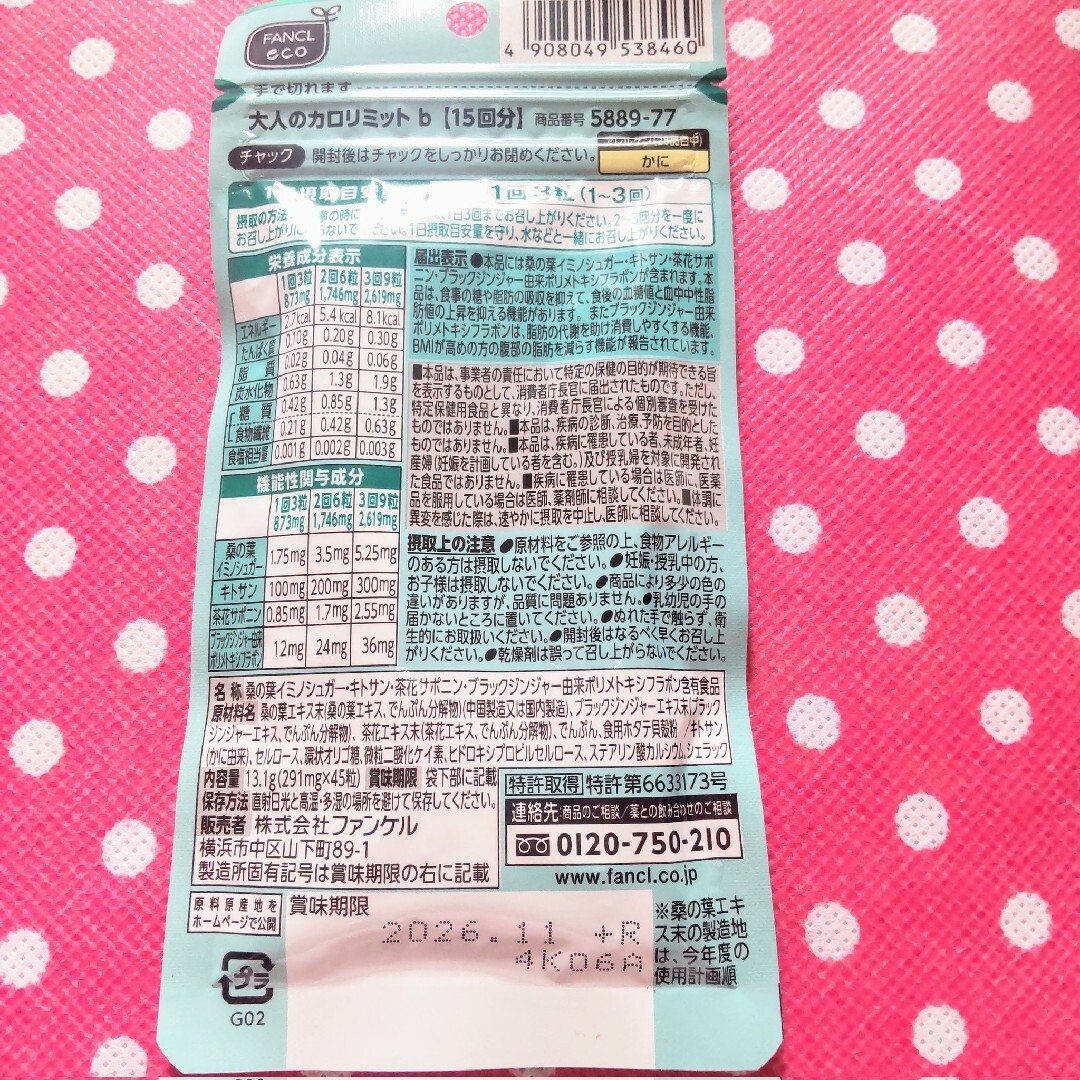 FANCL
eco
4 908049 538460
手で切れます
大人のカロリミット b【15回分】 商品番号 5889-77
チャック 開封後はチャックをしっかりお閉めください。
かに
摂取目安 1回3粒(1~3回)
摂取の方法 事の時に 1日3回までお召し上がりください。2~3回分を一度に
お召し上がりに ないで ください。1日摂取目安量を守り、水などと一緒にお召し上がりください。
栄養成分表示
1回3粒 2回6粒 3回9粒
873mg 1,746mg 2,619mg
エネルギー 2.7kcal 5.4kcal 8.1kcal
たんぱく質 0.10g 0.20g 0.30g
脂質 0.02g 0.04g 0.06g
炭水化物 0.63g 1.3g 1.9g
糖質 0.42g 0.85g 1.3g
食物繊維 0.21g 0.42g 0.63g
食塩相当量 0.001g 0.002g 0.003g
機能性関与成分
1回3粒 2回6粒 3回9粒
873mg 1,746mg 2,619mg
桑の葉
イミノシュガー 1.75mg 3.5mg 5.25mg
キトサン 100mg 200mg 300mg
茶花サポニン 0.85mg 1.7mg 2.55mg
ブラックジンジャー由来
ポリメトキシフラボン 12mg 24mg 36mg
届出表示 ●本品には桑の葉イミノシュガー・キトサン・茶花サポ
ニン・ブラックジンジャー由来ポリメトキシフラボンが含まれます。本
品は、食事の糖や脂肪の吸収を抑えて、食後の血糖値と血中中性脂
肪値の上昇を抑える機能があります。またブラックジンジャー由来
ポリメトキシフラボンは、脂肪の代謝を助け消費しやすくする機能、
BMIが高めの方の腹部の脂肪を減らす機能が報告されています。
■本品は、事業者の責任において特定の保健の目的が期待できる旨
を表示するものとして、消費者庁長官に届出されたものです。ただし、
特定保健用食品と異なり、消費者庁長官による個別審査を受けた
ものではありません。■本品は、疾病の診断、治療、予防を目的とした
ものではありません。■本品は、疾病に罹患している者、未成年者、妊
産婦(妊娠を計画している者を含む。)及び授乳婦を対象に開発され
た食品ではありません。■疾病に罹患している場合は医師に、医薬
品を服用している場合は医師、薬剤師に相談してください。■体調に
異変を感じた際は、速やかに摂取を中止し、医師に相談してください。
摂取上の注意 ●原材料をご参照の上、食物アレルギー
のある方は摂取しないでください。●妊娠・授乳中の方、
お子様は摂取しないでください。●商品により多少の色の
違いがありますが、品質に問題ありません。●乳幼児の手の
届かないところに置いてください。●ぬれた手で触らず、衛
生的にお取扱いください。●開封後はなるべく早くお召し上
がりください。●乾燥剤は誤って召し上がらないでください。
名称 桑の葉イミノシュガー・キトサン・茶花サポニン・ブラックジンジャー由来ポリメトキシフラボン含有食品
原材料名 桑の葉エキス末(桑の葉エキス、でんぷん分解物)(中国製造又は国内製造)、ブラックジンジャーエキス末(ブラック
ジンジャーエキス、でんぷん分解物)、茶花エキス末(茶花エキス、でんぷん分解物)、でんぷん、食用ホタテ貝殻粉/キトサン
(かに由来)、セルロース、環状オリゴ糖、微粒二酸化ケイ素、ヒドロキシプロピルセルロース、ステアリン酸カルシウム、シェラック
内容量 13.1g(291mg×45粒) 賞味期限 袋下部に記載
保存方法 直射日光と高温・多湿の場所を避けて保存してください。
販売者 株式会社ファンケル
横浜市中区山下町89-1
製造所固有記号は賞味期限の右に記載
特許取得 特許第6633173号
連絡先:商品のご相談/薬との飲み合わせのご相談
0120-750-210
www.fancl.co.jp
原料原産地を
ホームページで公開
賞味期限
2026.11 +R
4K06A
※桑の葉エキ
ス末の製造地
は、今年度の
使用計画順
プラ
G02